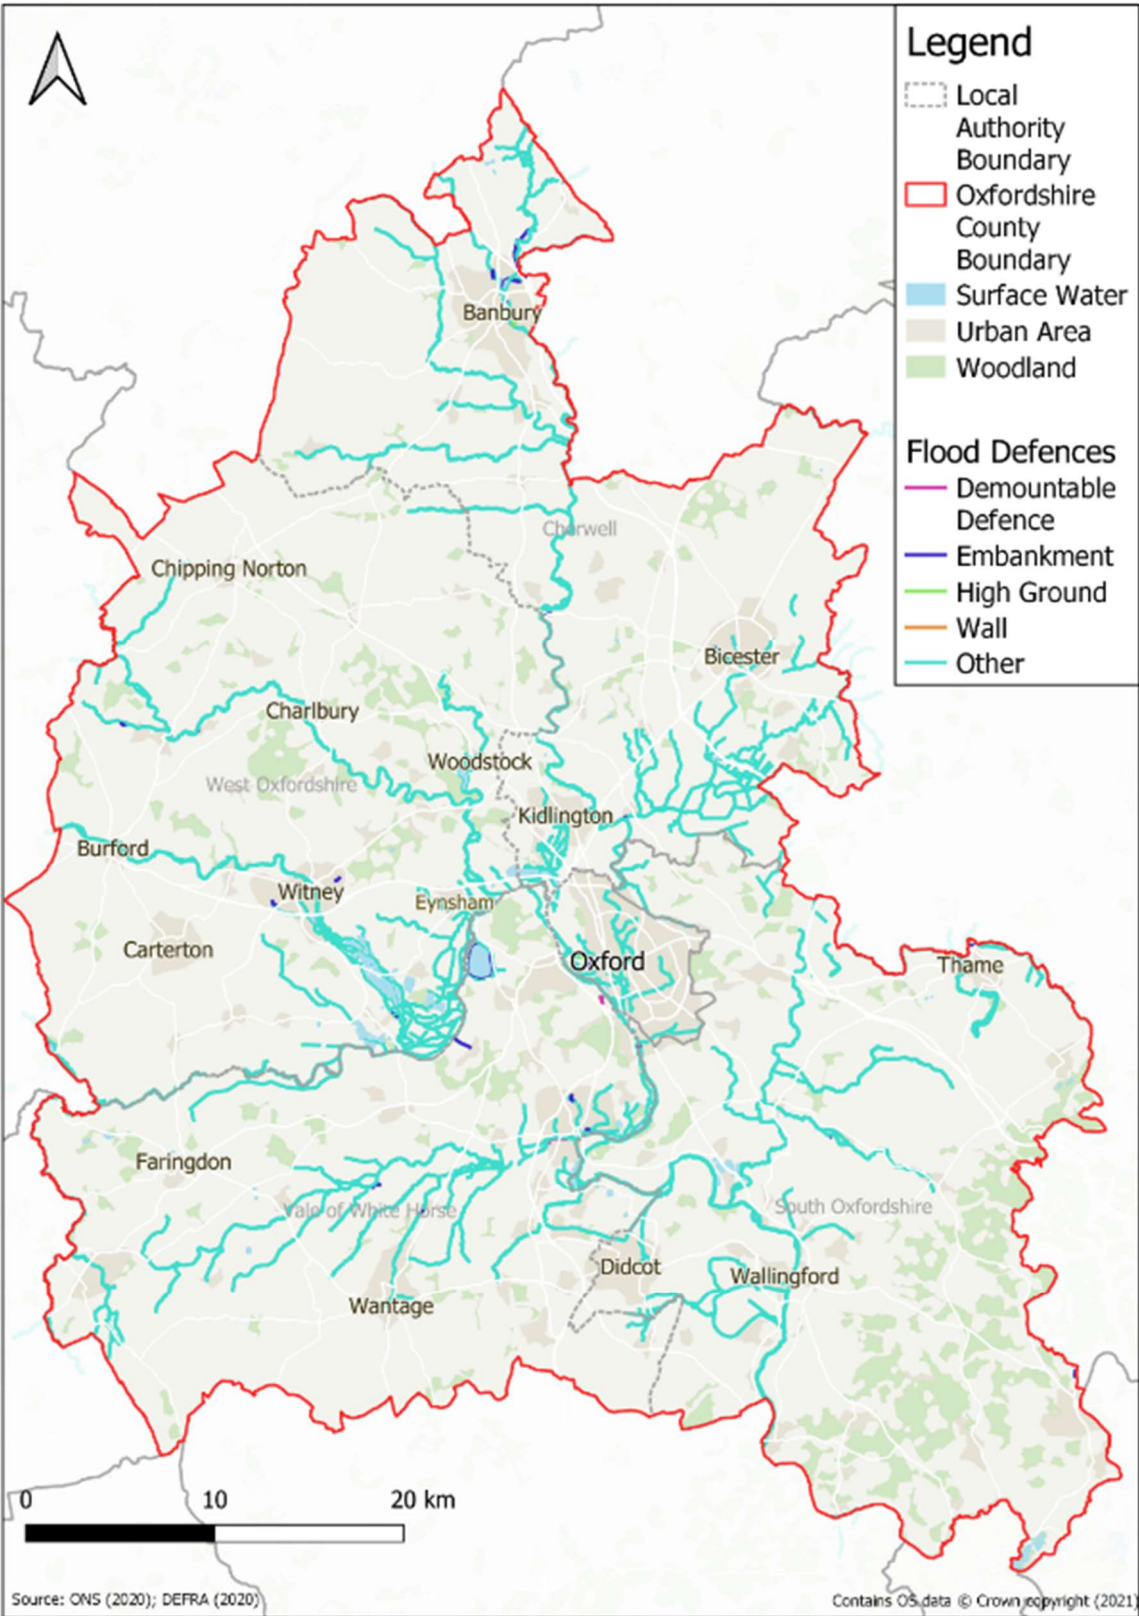 Legend
Local
Authority
Boundary
Oxfordshire
County
Boundary
Surface Water
Urban Area
Woodland
Flood Defences
Demountable
Defence
Embankment
High Ground
Wall
Other
Banbury
Cherwell
Chipping Norton
Bicester
Charlbury
Woodstock
West Oxfordshire
Kidlington
Burford
Witney
Eynsham
Carterton
Oxford
Thame
Faringdon
Vale of White Horse
South Oxfordshire
Didcot
Wallingford
Wantage
0 10 20 km
Source: ONS (2020); DEFRA (2020)
Contains OS data © Crown copyright (2021)